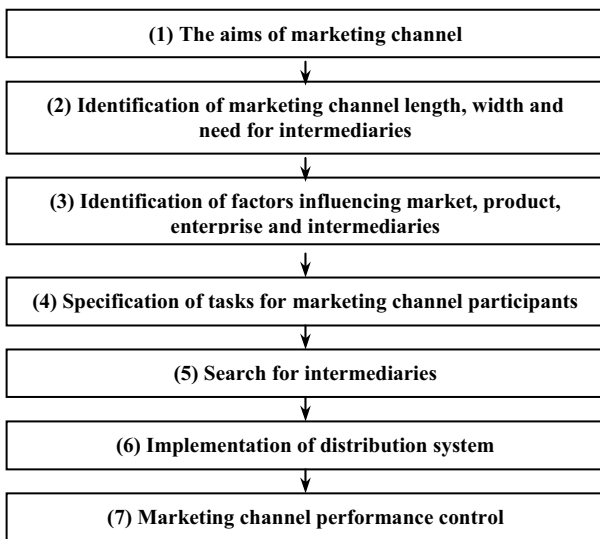 (1) The aims of marketing channel
(2) Identification of marketing channel length, width and
need for intermediaries
(3) Identification of factors influencing market, product,
enterprise and intermediaries
(4) Specification of tasks for marketing channel participants
(5) Search for intermediaries
(6) Implementation of distribution system
(7) Marketing channel performance control